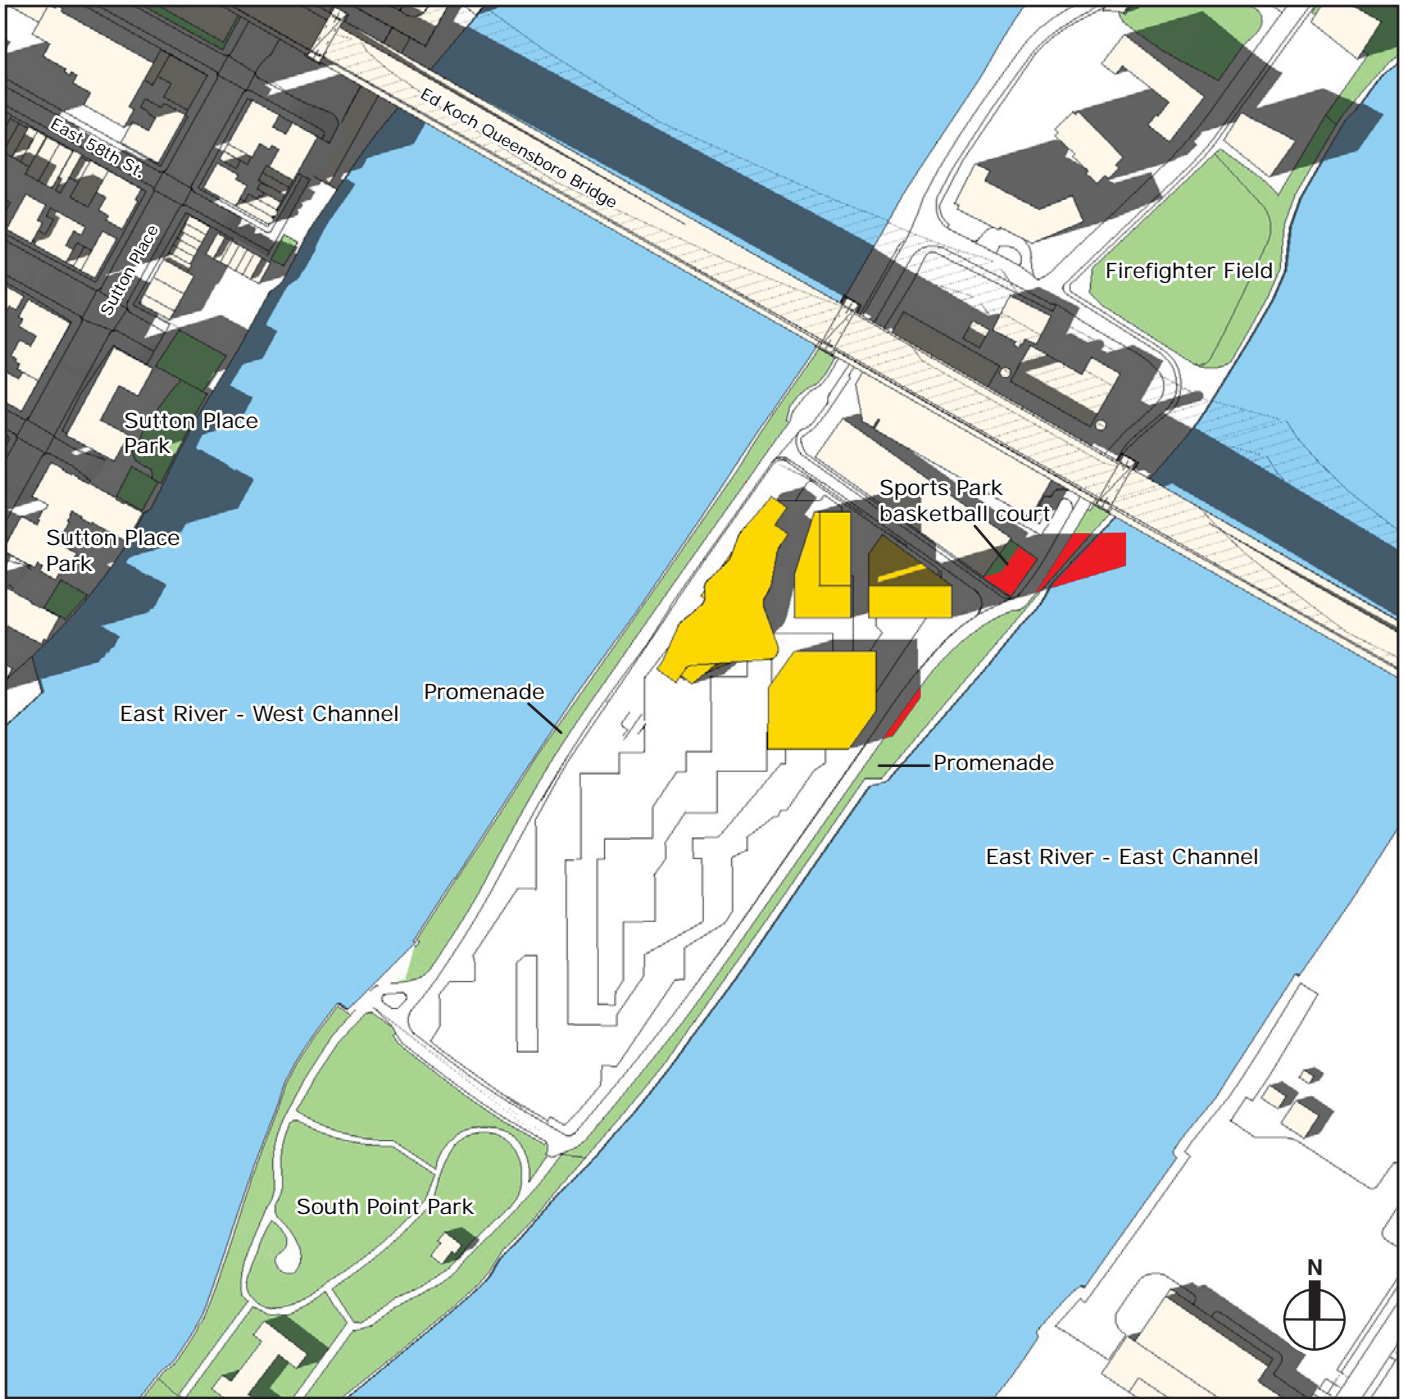 Ed Koch Queensboro Bridge
East 58th St.
Sutton Place
Firefighter Field
Sutton Place
Park
Sports Park
basketball court
Sutton Place
Park
Promenade
East River - West Channel
Promenade
East River - East Channel
South Point Park
N